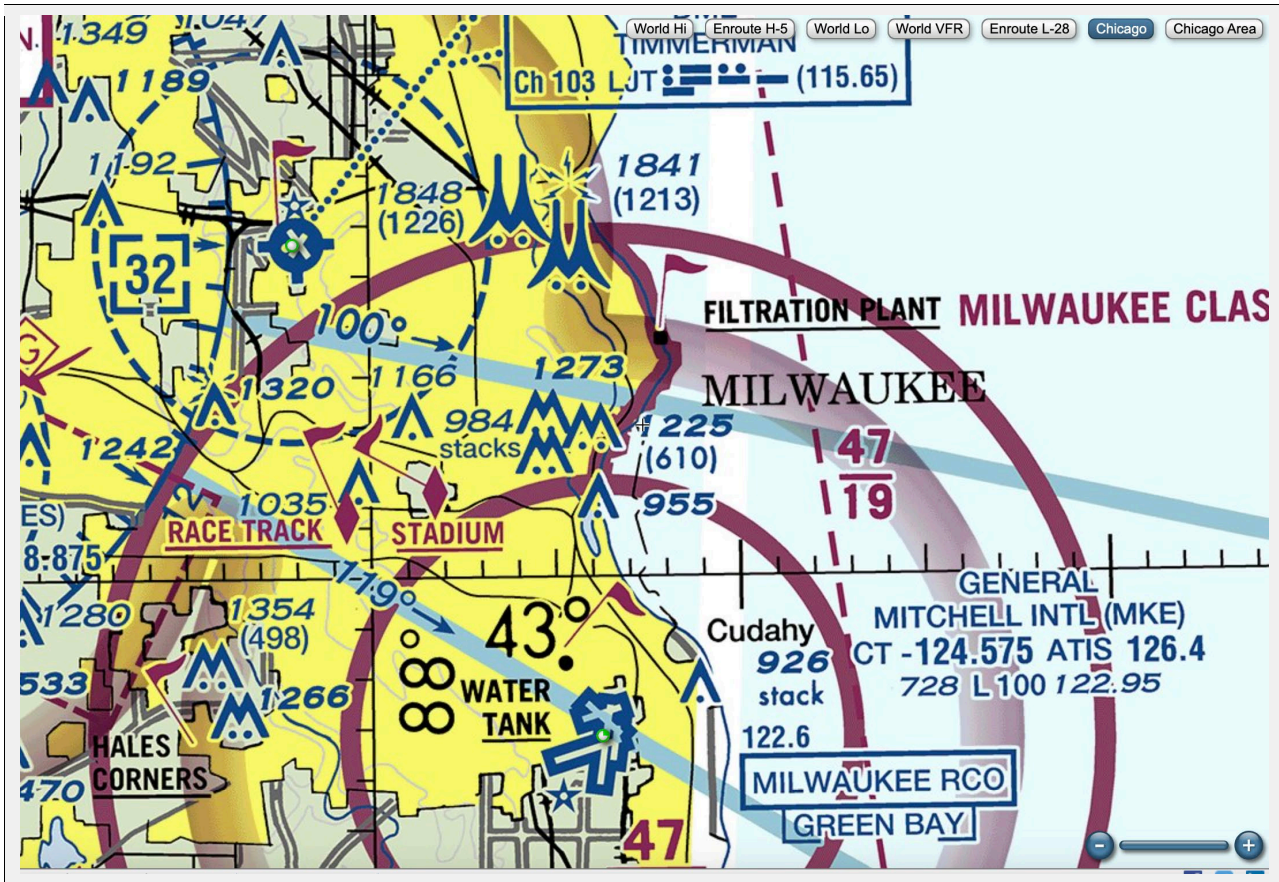 World Hi
Enroute H-5
World Lo
World VFR
Enroute L-28
Chicago
Chicago Area
DME
TIMMERMAN
Ch 103 LJT (115.65)
N.
1349
1047
1189
1192
1848
(1226)
1841
(1213)
32
FILTRATION PLANT
MILWAUKEE CLAS
G
100°
1273
1166
1320
MILWAUKEE
984
stacks
225
(610)
47
19
1242
1035
955
RACE TRACK
STADIUM
ES)
8-875
119°
GENERAL
MITCHELL INTL (MKE)
CT - 124.575 ATIS 126.4
728 L 100 122.95
1280
1354
(498)
43°
Cudahy
926
stack
88°
533
1266
WATER
TANK
122.6
HALES
CORNERS
MILWAUKEE RCO
GREEN BAY
470
47
-
+